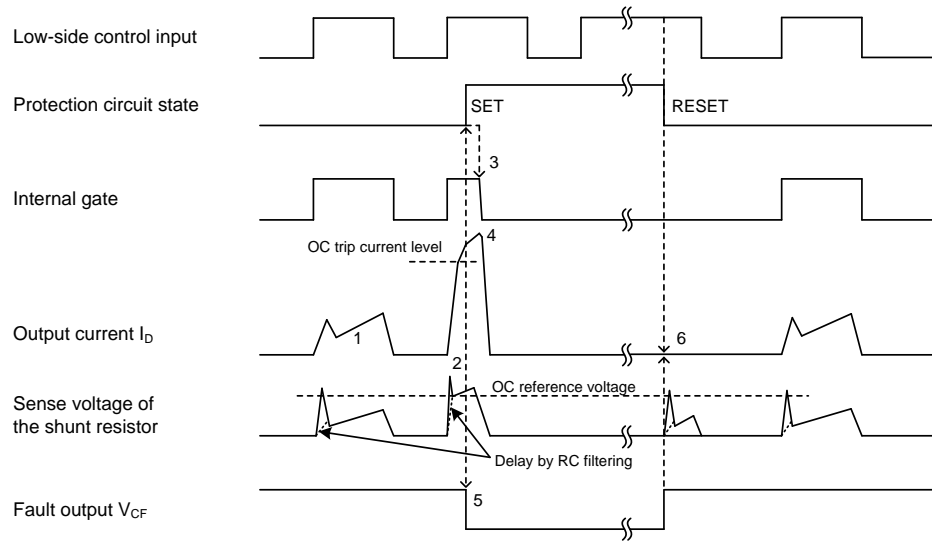 Low-side control input
Protection circuit state
SET
RESET
3
Internal gate
4
OC trip current level
Output current ID
1
6
2
OC reference voltage
Sense voltage of
the shunt resistor
Delay by RC filtering
5
Fault output VCF